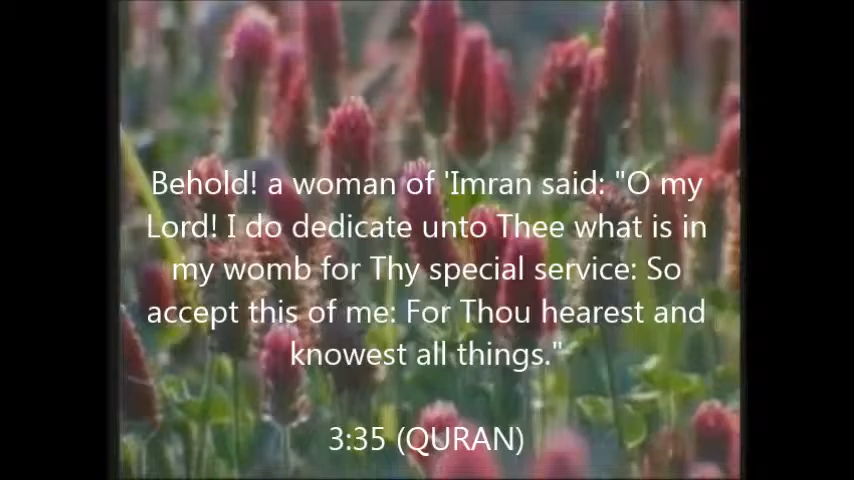 Behold! a woman of 'Imran said: "O my
Lord! I do dedicate unto Thee what is in
my womb for Thy special service: So
accept this of me: For Thou hearest and
knowest all things."
3:35 (QURAN)